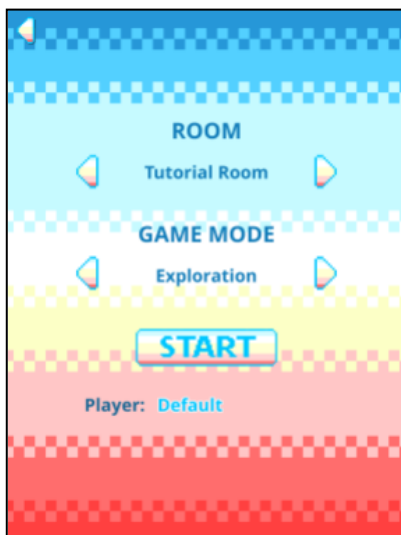 ROOM
Tutorial Room
GAME MODE
Exploration
START
Player: Default